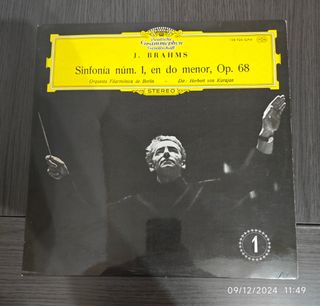 Deutsche
Grammophon
Gesellschaft
J. BRAHMS
Sinfonía núm. 1, en do menor, Op. 68
Orquesta Filarmónica de Berlín - Dir.: Herbert von Karajan
STEREO
1
09/12/2024 11:49